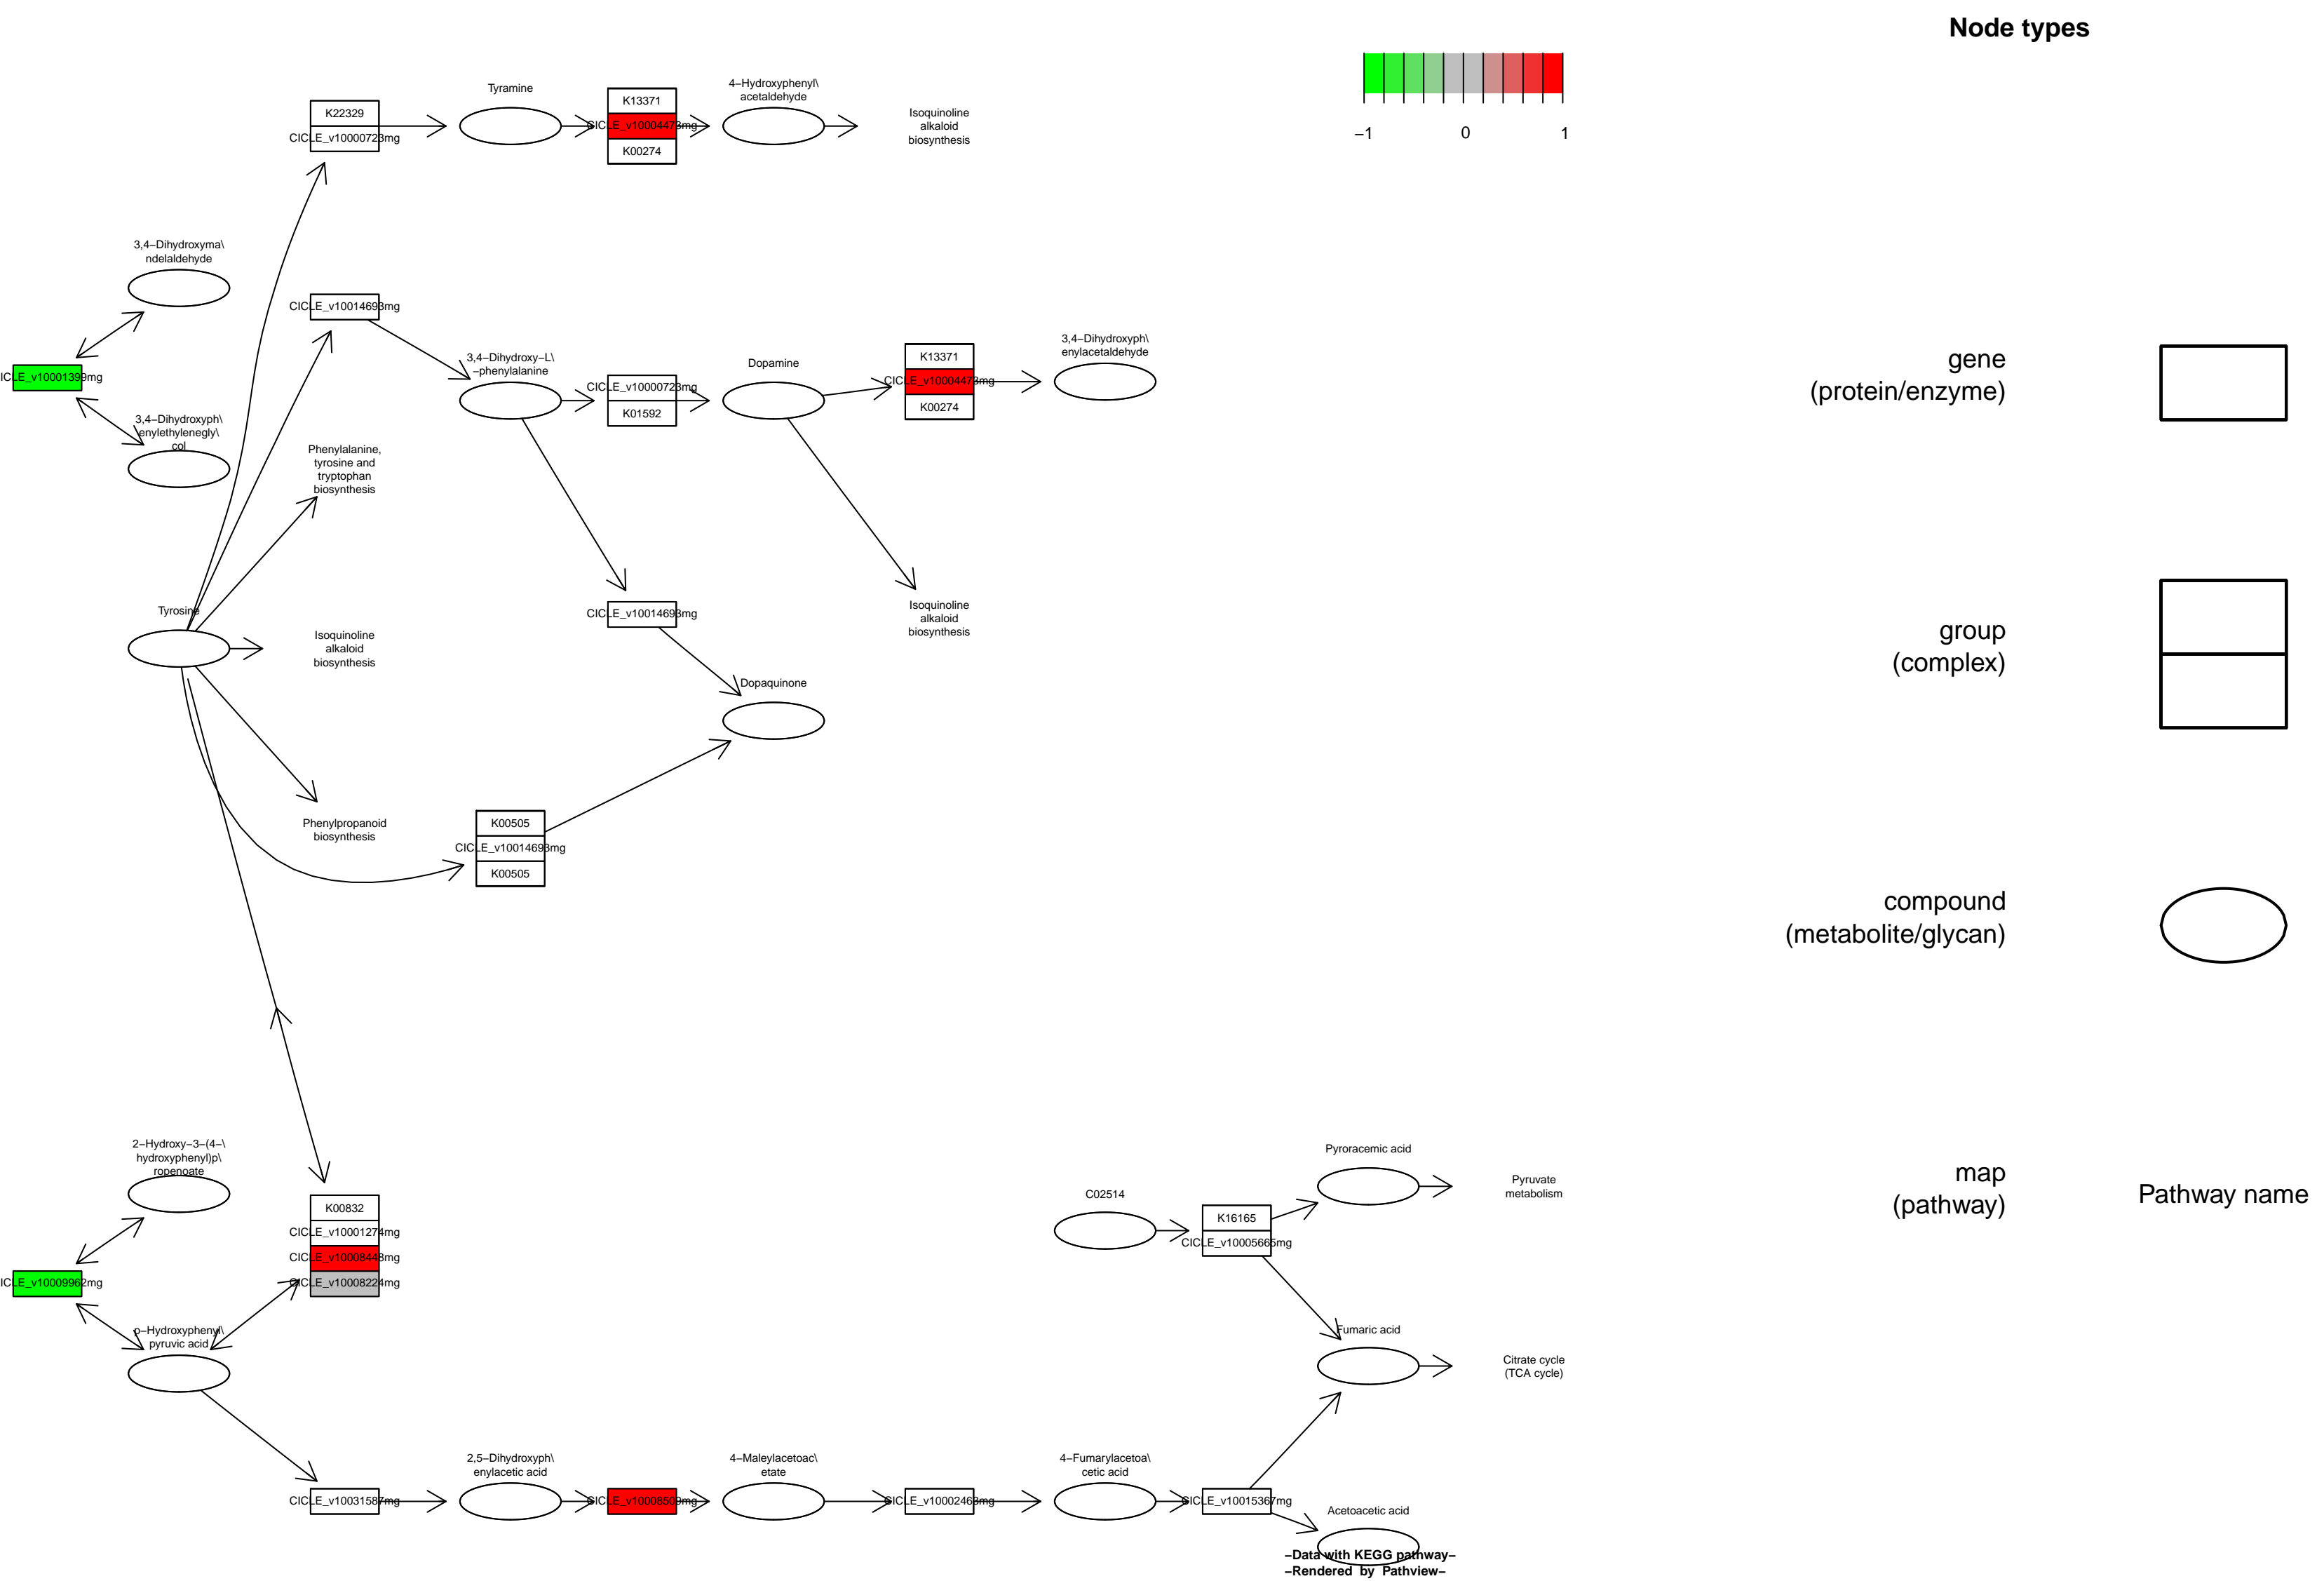 Node types
−1
0
1
K22329
CICLE_v10000723mg
Tyramine
K13371
CICLE_v10004473mg
K00274
4−Hydroxyphenyl\
acetaldehyde
Isoquinoline
alkaloid
biosynthesis
3,4−Dihydroxyma\
ndelaldehyde
CICLE_v10001399mg
3,4−Dihydroxyph\
enylethylenegly\
col
CICLE_v10014693mg
3,4−Dihydroxy−L\
−phenylalanine
CICLE_v10000723mg
K01592
Dopamine
K13371
CICLE_v10004473mg
K00274
3,4−Dihydroxyph\
enylacetaldehyde
Phenylalanine,
tyrosine and
tryptophan
biosynthesis
Tyrosine
Isoquinoline
alkaloid
biosynthesis
CICLE_v10014693mg
Isoquinoline
alkaloid
biosynthesis
Dopaquinone
Phenylpropanoid
biosynthesis
K00505
CICLE_v10014693mg
K00505
2−Hydroxy−3−(4−\
hydroxyphenyl)p\
ropenoate
CICLE_v10009962mg
K00832
CICLE_v10001274mg
CICLE_v10008448mg
CICLE_v10008224mg
p−Hydroxyphenyl\
pyruvic acid
C02514
K16165
CICLE_v10005665mg
Pyroracemic acid
Pyruvate
metabolism
Fumaric acid
Citrate cycle
(TCA cycle)
CICLE_v10031587mg
2,5−Dihydroxyph\
enylacetic acid
CICLE_v10008509mg
4−Maleylacetoac\
etate
CICLE_v10002463mg
4−Fumarylacetoa\
cetic acid
CICLE_v10015367mg
Acetoacetic acid
−Data with KEGG pathway−
−Rendered by Pathview−
gene
(protein/enzyme)
group
(complex)
compound
(metabolite/glycan)
map
(pathway)
Pathway name